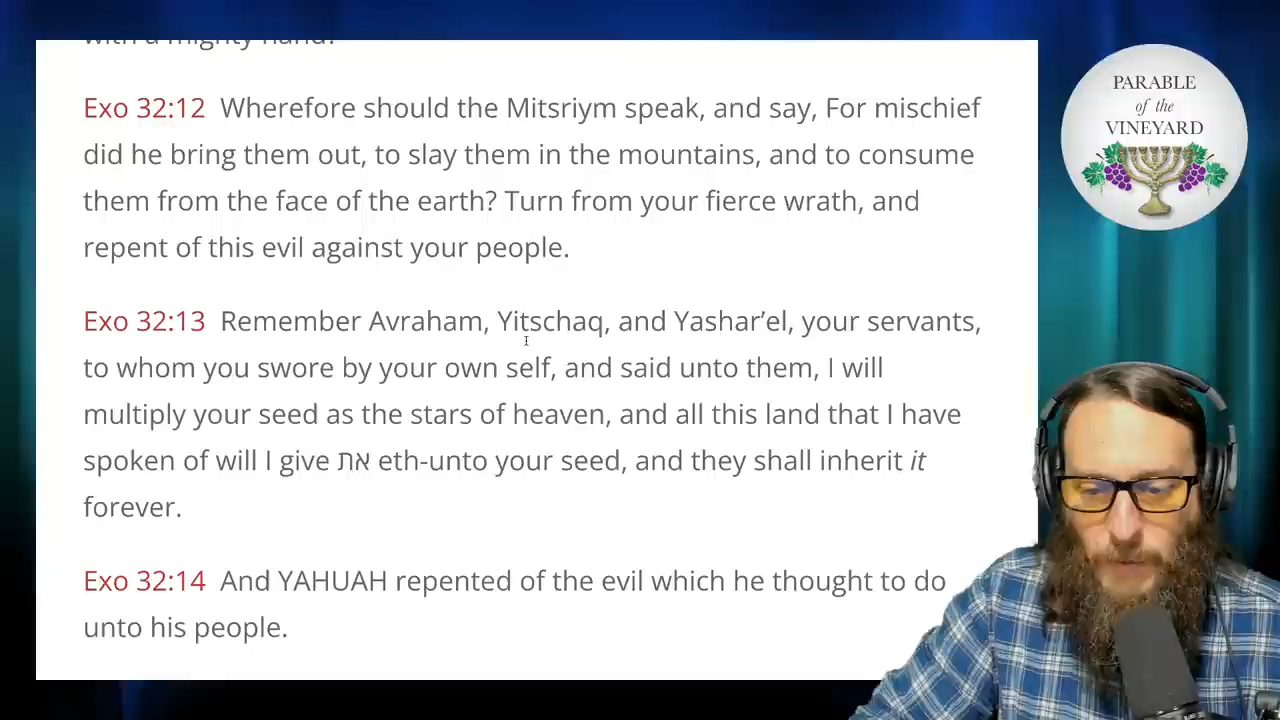 with a mighty hand?
Exo 32:12 Wherefore should the Mitsriym speak, and say, For mischief
did he bring them out, to slay them in the mountains, and to consume
them from the face of the earth? Turn from your fierce wrath, and
repent of this evil against your people.
Exo 32:13 Remember Avraham, Yitschaq, and Yashar’el, your servants,
to whom you swore by your own self, and said unto them, I will
multiply your seed as the stars of heaven, and all this land that I have
spoken of will I give את eth-unto your seed, and they shall inherit it
forever.
Exo 32:14 And YAHUAH repented of the evil which he thought to do
unto his people.
PARABLE
of the
VINEYARD